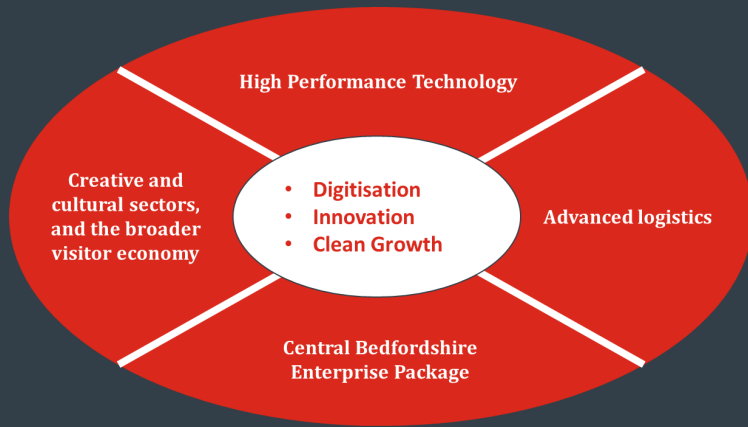 High Performance Technology
Creative and
cultural sectors,
and the broader
visitor economy
• Digitisation
• Innovation
• Clean Growth
Advanced logistics
Central Bedfordshire
Enterprise Package